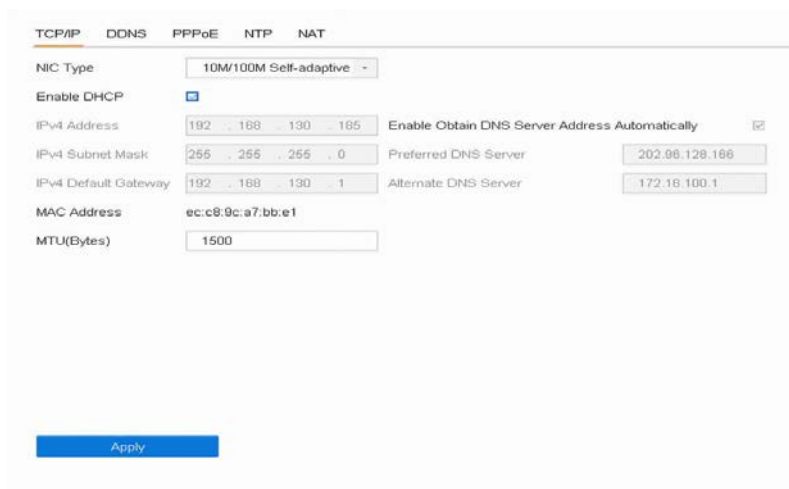 TCP/IP DDNS PPPoE NTP NAT
NIC Type 10M/100M Self-adaptive
Enable DHCP
IPv4 Address 192 . 168 . 130 . 185 Enable Obtain DNS Server Address Automatically
IPv4 Subnet Mask 255 . 255 . 255 . 0 Preferred DNS Server 202.96.128.166
IPv4 Default Gateway 192 . 168 . 130 . 1 Alternate DNS Server 172.18.100.1
MAC Address ec:c8:9c:a7:bb:e1
MTU(Bytes) 1500
Apply